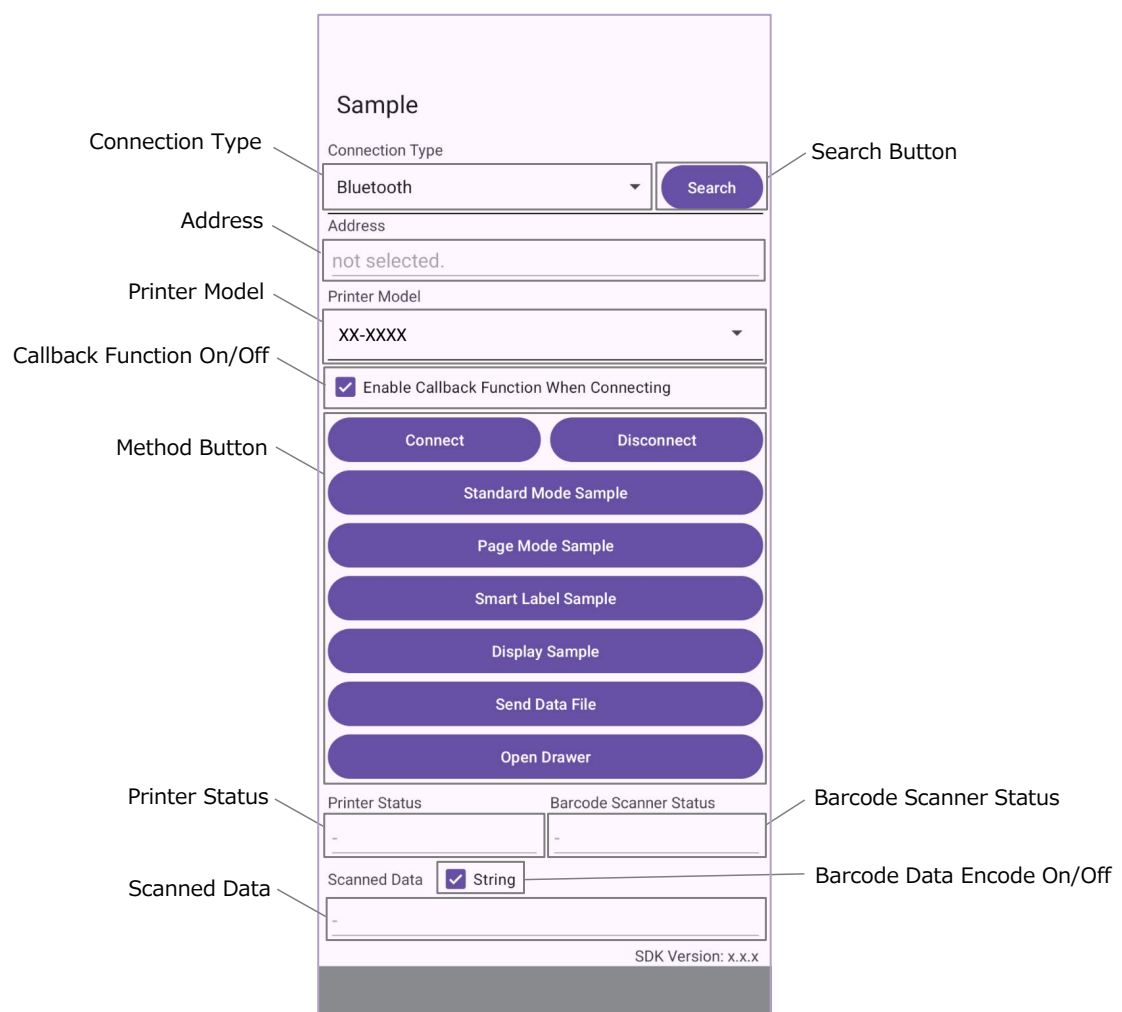 Sample
Connection Type
Connection Type
Search Button
Bluetooth
Search
Address
Address
not selected.
Printer Model
Printer Model
XX-XXXX
Callback Function On/Off
Enable Callback Function When Connecting
Method Button
Connect
Disconnect
Standard Mode Sample
Page Mode Sample
Smart Label Sample
Display Sample
Send Data File
Open Drawer
Printer Status
Printer Status
Barcode Scanner Status
Barcode Scanner Status
-
-
Scanned Data
String
Barcode Data Encode On/Off
Scanned Data
-
SDK Version: x.x.x